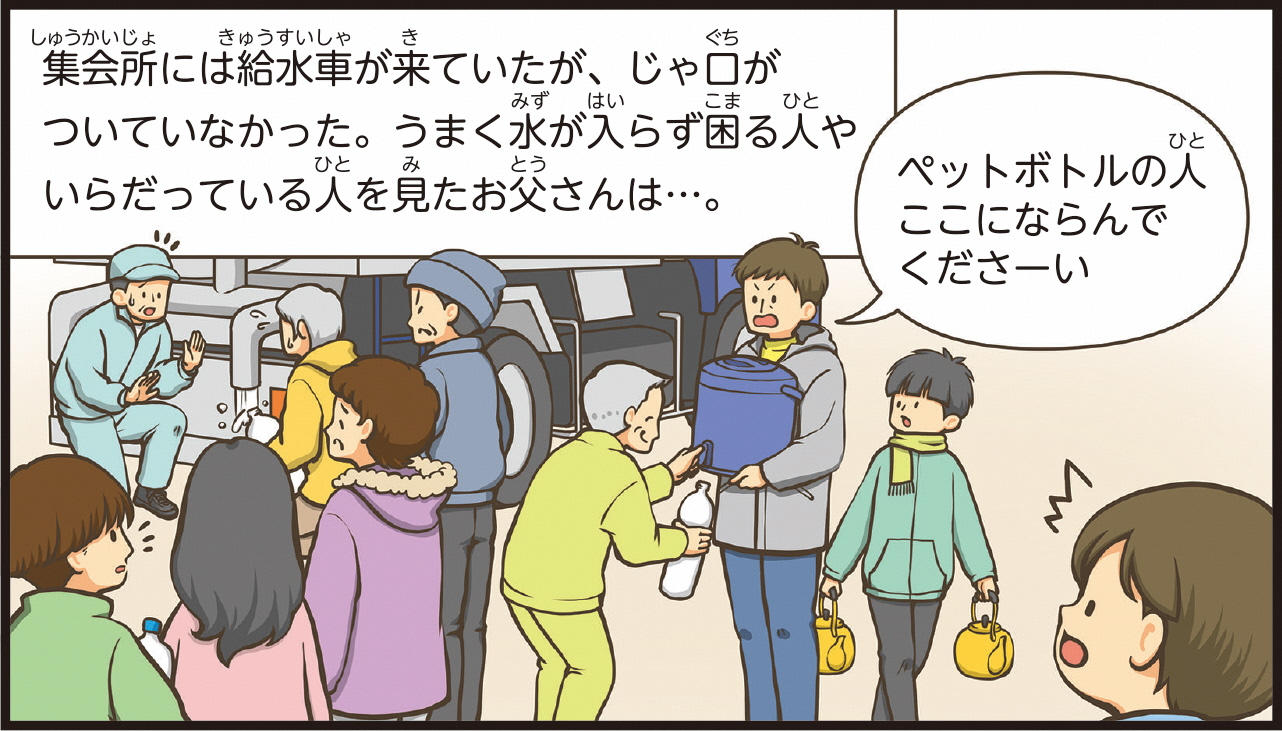 集会所には給水車が来ていたが、じゃ口が
ついていなかった。うまく水が入らず困る人や
いらだっている人を見たお父さんは…。
ペットボトルの人
ここにならんで
くださーい